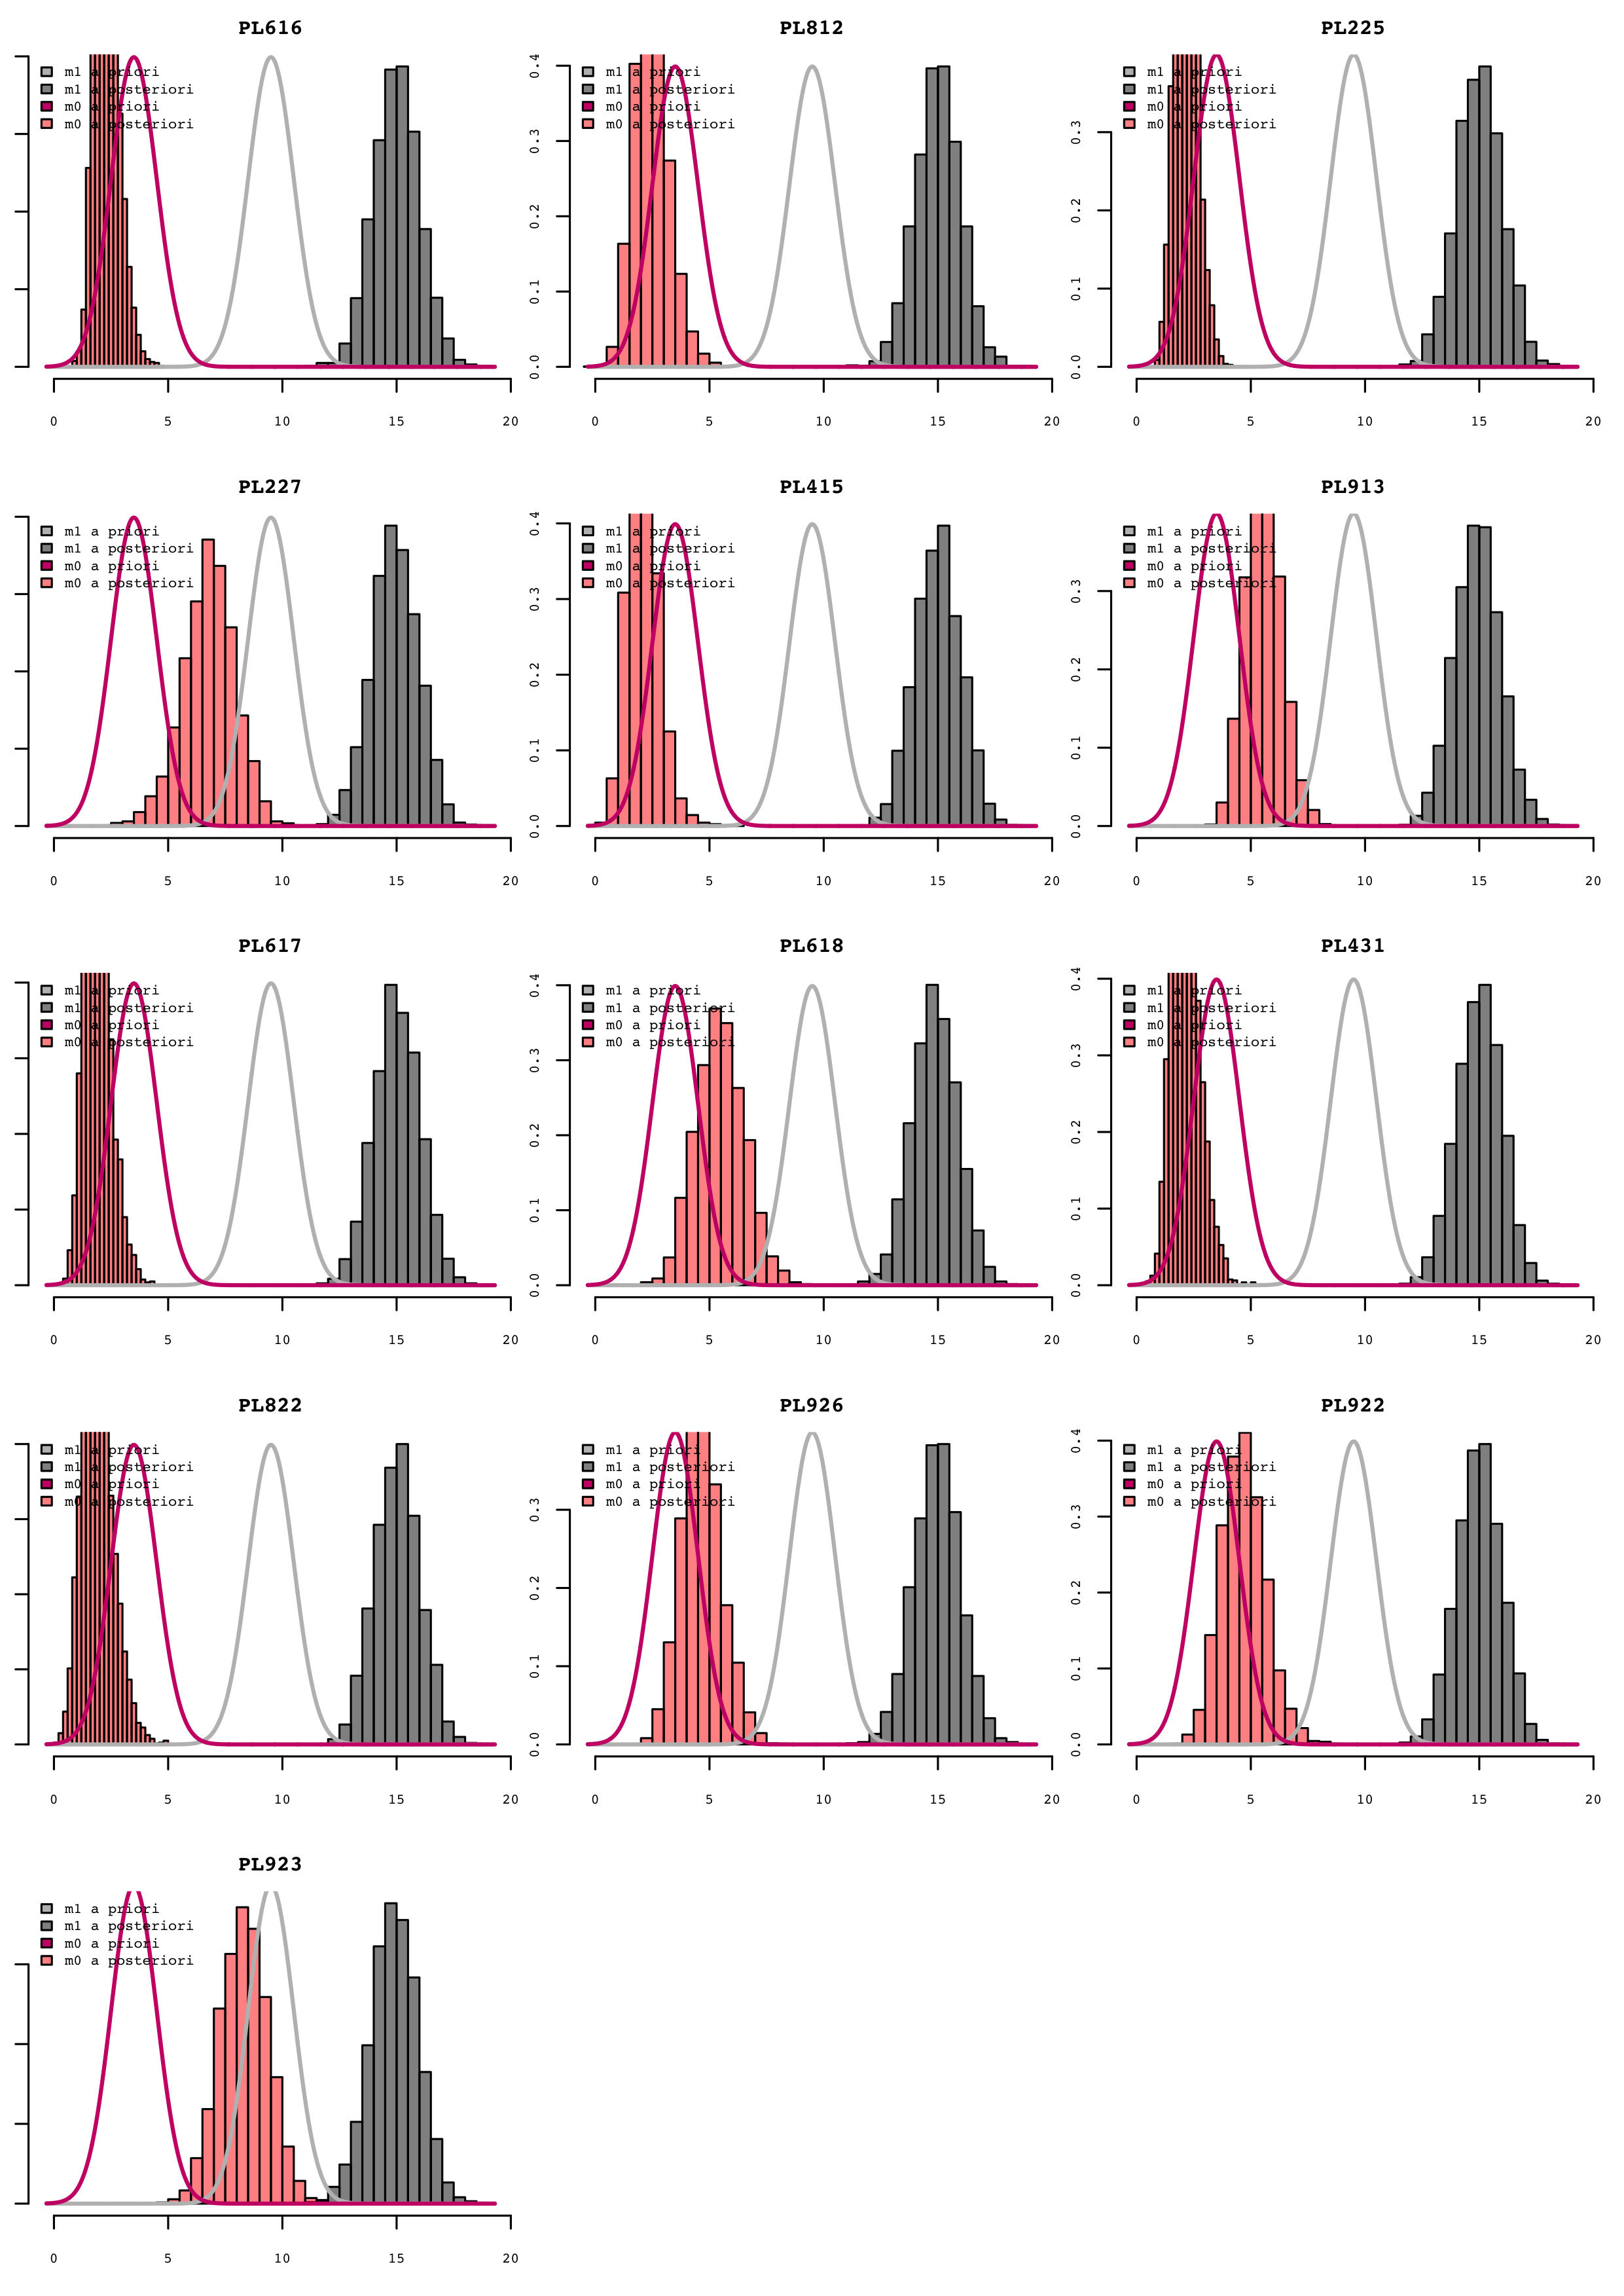 PL616
m1 a priori
m1 a posteriori
m0 a priori
m0 a posteriori
0 5 10 15 20
PL812
m1 a priori
m1 a posteriori
m0 a priori
m0 a posteriori
0.0 0.1 0.2 0.3 0.4
0 5 10 15 20
PL225
m1 a priori
m1 a posteriori
m0 a priori
m0 a posteriori
0.0 0.1 0.2 0.3
0 5 10 15 20
PL227
m1 a priori
m1 a posteriori
m0 a priori
m0 a posteriori
0 5 10 15 20
PL415
m1 a priori
m1 a posteriori
m0 a priori
m0 a posteriori
0.0 0.1 0.2 0.3 0.4
0 5 10 15 20
PL913
m1 a priori
m1 a posteriori
m0 a priori
m0 a posteriori
0.0 0.1 0.2 0.3
0 5 10 15 20
PL617
m1 a priori
m1 a posteriori
m0 a priori
m0 a posteriori
0 5 10 15 20
PL618
m1 a priori
m1 a posteriori
m0 a priori
m0 a posteriori
0.0 0.1 0.2 0.3 0.4
0 5 10 15 20
PL431
m1 a priori
m1 a posteriori
m0 a priori
m0 a posteriori
0.0 0.1 0.2 0.3 0.4
0 5 10 15 20
PL822
m1 a priori
m1 a posteriori
m0 a priori
m0 a posteriori
0 5 10 15 20
PL926
m1 a priori
m1 a posteriori
m0 a priori
m0 a posteriori
0.0 0.1 0.2 0.3
0 5 10 15 20
PL922
m1 a priori
m1 a posteriori
m0 a priori
m0 a posteriori
0.0 0.1 0.2 0.3 0.4
0 5 10 15 20
PL923
m1 a priori
m1 a posteriori
m0 a priori
m0 a posteriori
0 5 10 15 20